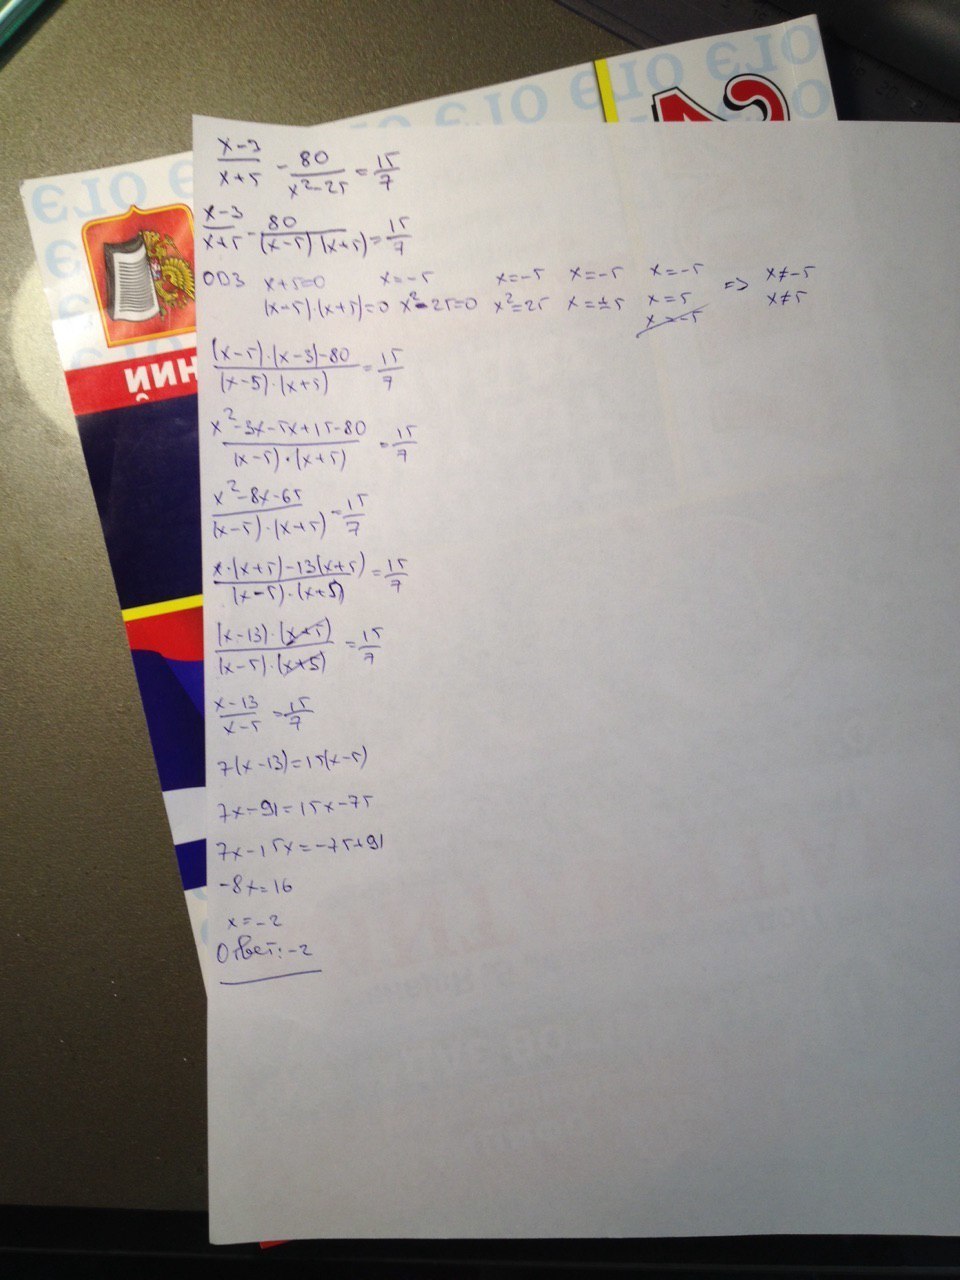 (x-3)/(x+5) - 80/(x²-25) = 15/7
(x-3)/(x+5) - 80/((x-5)·(x+5)) = 15/7
ОДЗ x+5=0 x=-5 x=-5 x=-5 x=-5 => x≠-5
(x-5)·(x+5)=0 x²-25=0 x²=25 x=±5 x=5 x≠5
x=-5
((x-5)·(x-3)-80)/((x-5)·(x+5)) = 15/7
(x²-3x-5x+15-80)/((x-5)·(x+5)) = 15/7
(x²-8x-65)/((x-5)·(x+5)) = 15/7
(x·(x+5)-13(x+5))/((x-5)·(x+5)) = 15/7
((x-13)·(x+5))/((x-5)·(x+5)) = 15/7
(x-13)/(x-5) = 15/7
7(x-13)=15(x-5)
7x-91=15x-75
7x-15x=-75+91
-8x=16
x=-2
Ответ: -2
ОГЭ ОГЭ ОГЭ
НИЙ